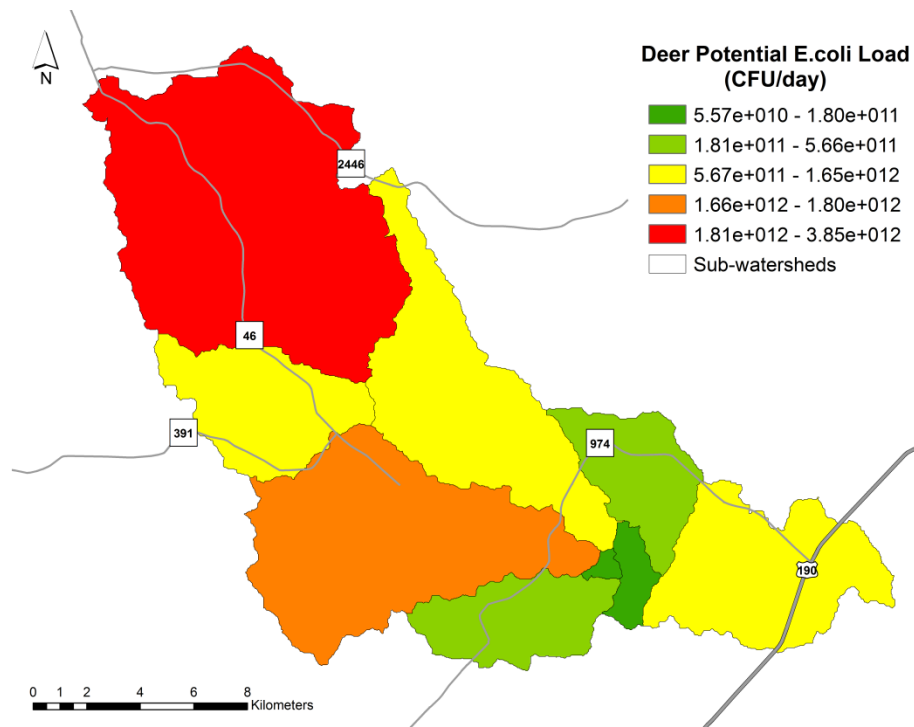 N
Deer Potential E.coli Load
(CFU/day)
5.57e+010 - 1.80e+011
1.81e+011 - 5.66e+011
5.67e+011 - 1.65e+012
1.66e+012 - 1.80e+012
1.81e+012 - 3.85e+012
Sub-watersheds
2446
46
391
974
190
0 1 2 4 6 8
Kilometers